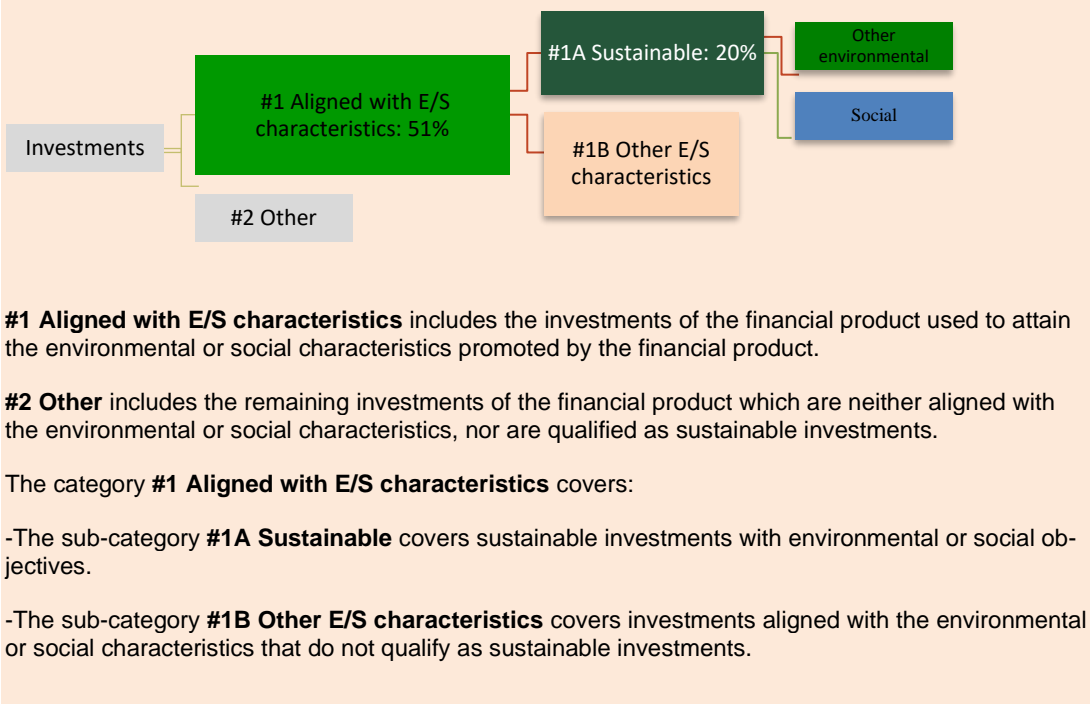 Investments
#1 Aligned with E/S
characteristics: 51%
#2 Other
#1A Sustainable: 20%
#1B Other E/S
characteristics
Other
environmental
Social
#1 Aligned with E/S characteristics includes the investments of the financial product used to attain
the environmental or social characteristics promoted by the financial product.
#2 Other includes the remaining investments of the financial product which are neither aligned with
the environmental or social characteristics, nor are qualified as sustainable investments.
The category #1 Aligned with E/S characteristics covers:
-The sub-category #1A Sustainable covers sustainable investments with environmental or social ob-
jectives.
-The sub-category #1B Other E/S characteristics covers investments aligned with the environmental
or social characteristics that do not qualify as sustainable investments.